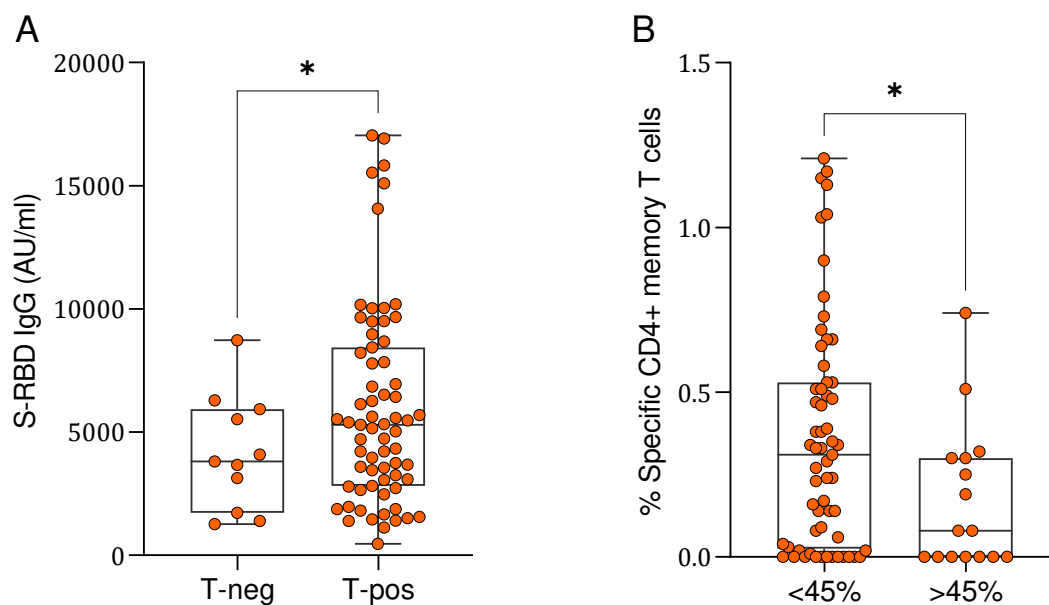 A
S-RBD IgG (AU/ml)
20000
15000
10000
5000
0
*
T-neg
T-pos
B
% Specific CD4+ memory T cells
1.5
1.0
0.5
0.0
*
<45%
>45%